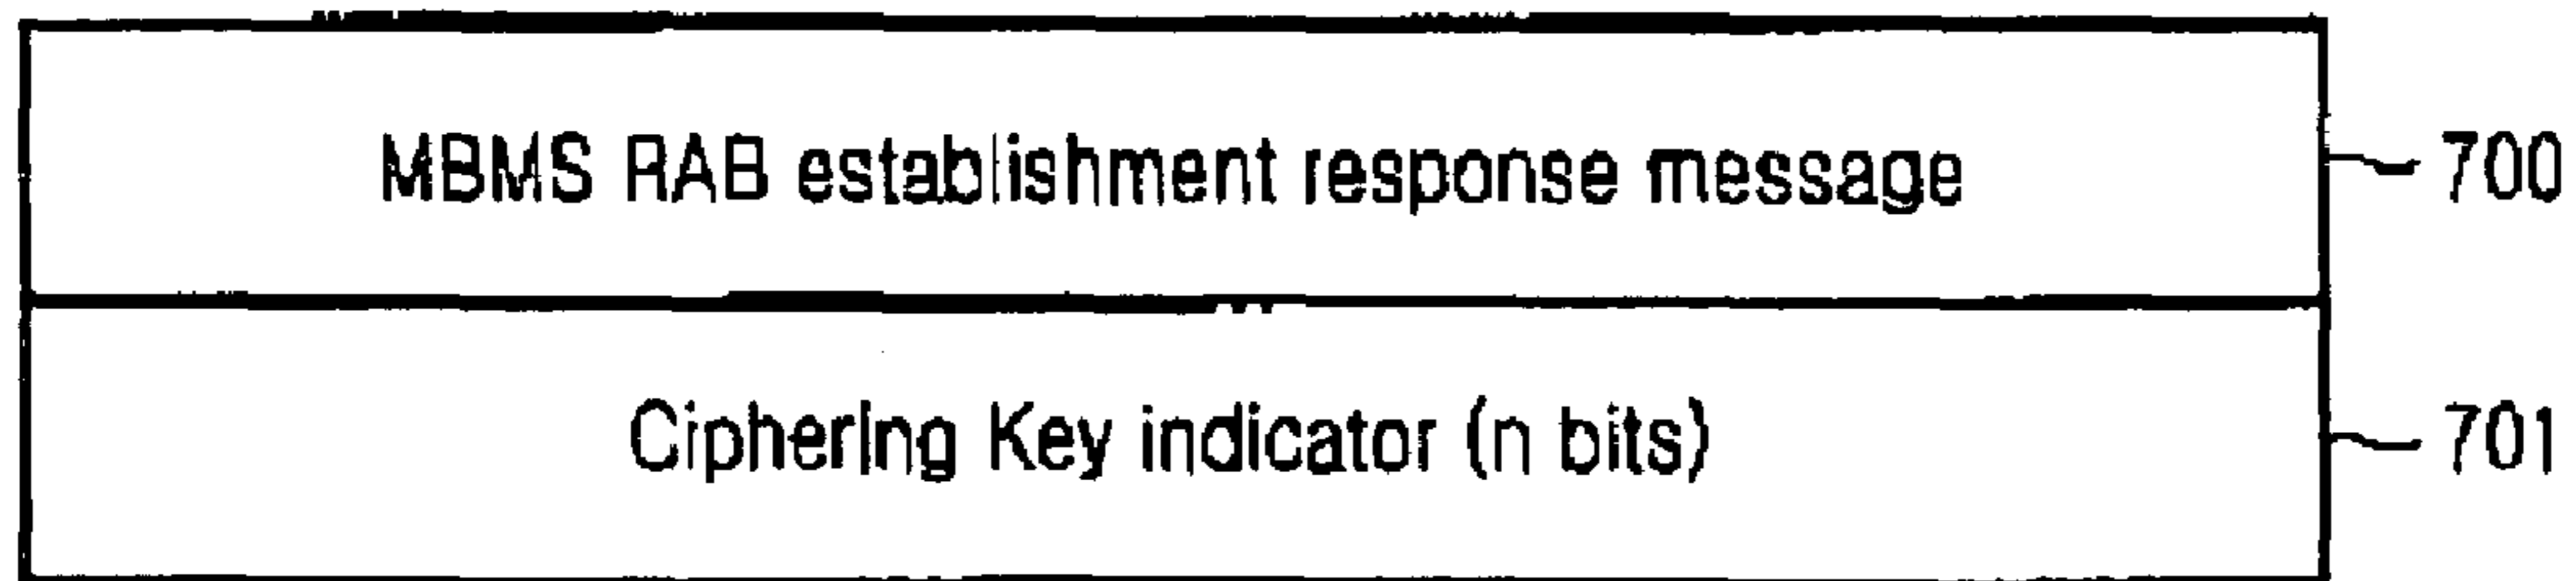 MBMS RAB establishment response message 700
Ciphering Key indicator (n bits) 701